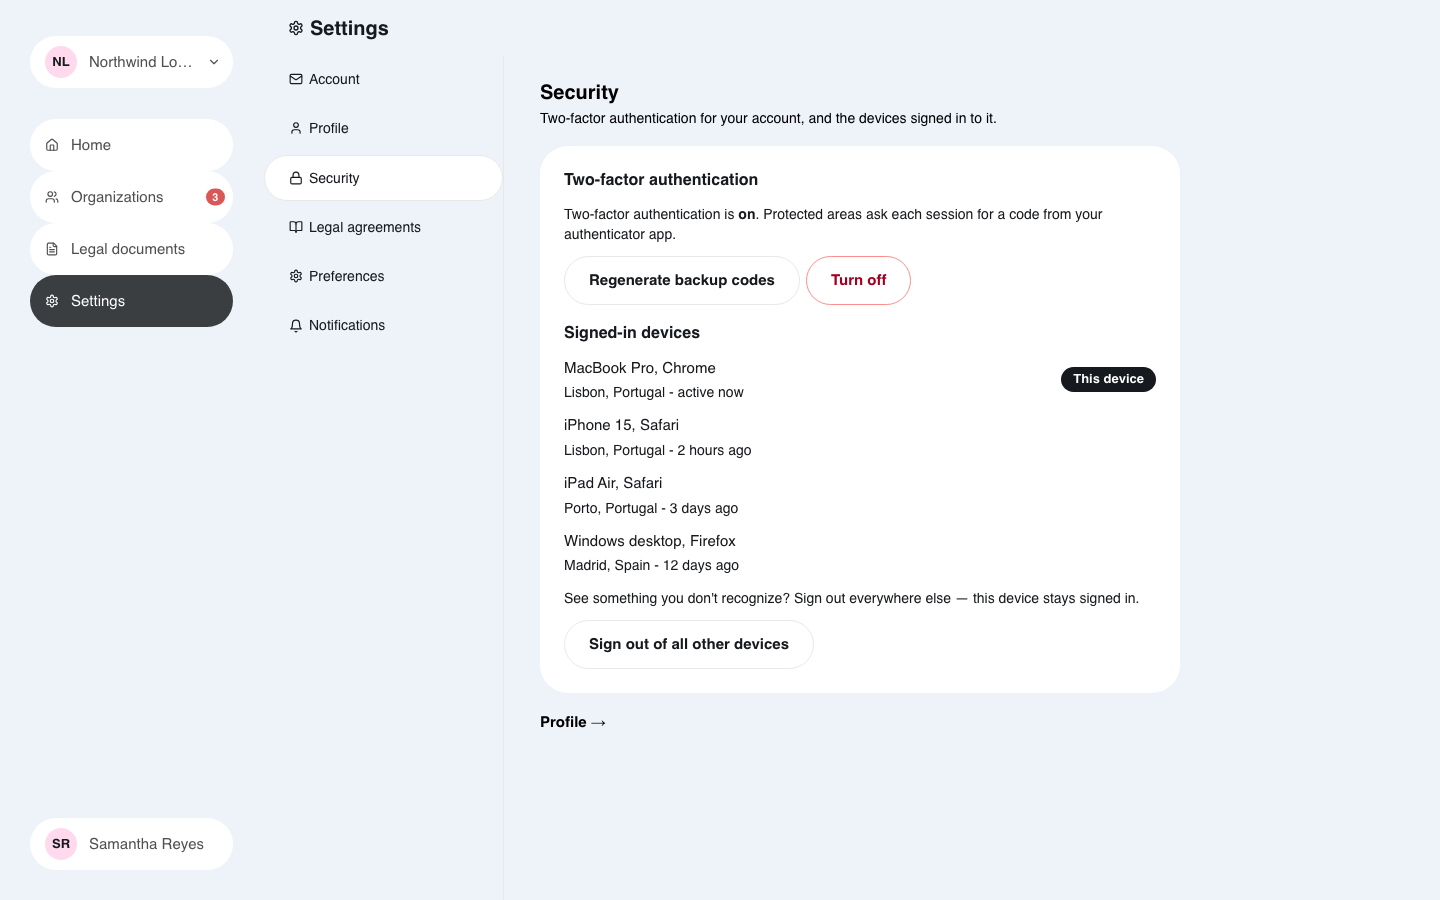 NL
Northwind Lo...
Home
Organizations
3
Legal documents
Settings
SR
Samantha Reyes
Settings
Account
Profile
Security
Legal agreements
Preferences
Notifications
Security
Two-factor authentication for your account, and the devices signed in to it.
Two-factor authentication
Two-factor authentication is on. Protected areas ask each session for a code from your
authenticator app.
Regenerate backup codes
Turn off
Signed-in devices
MacBook Pro, Chrome
Lisbon, Portugal - active now
This device
iPhone 15, Safari
Lisbon, Portugal - 2 hours ago
iPad Air, Safari
Porto, Portugal - 3 days ago
Windows desktop, Firefox
Madrid, Spain - 12 days ago
See something you don't recognize? Sign out everywhere else — this device stays signed in.
Sign out of all other devices
Profile →